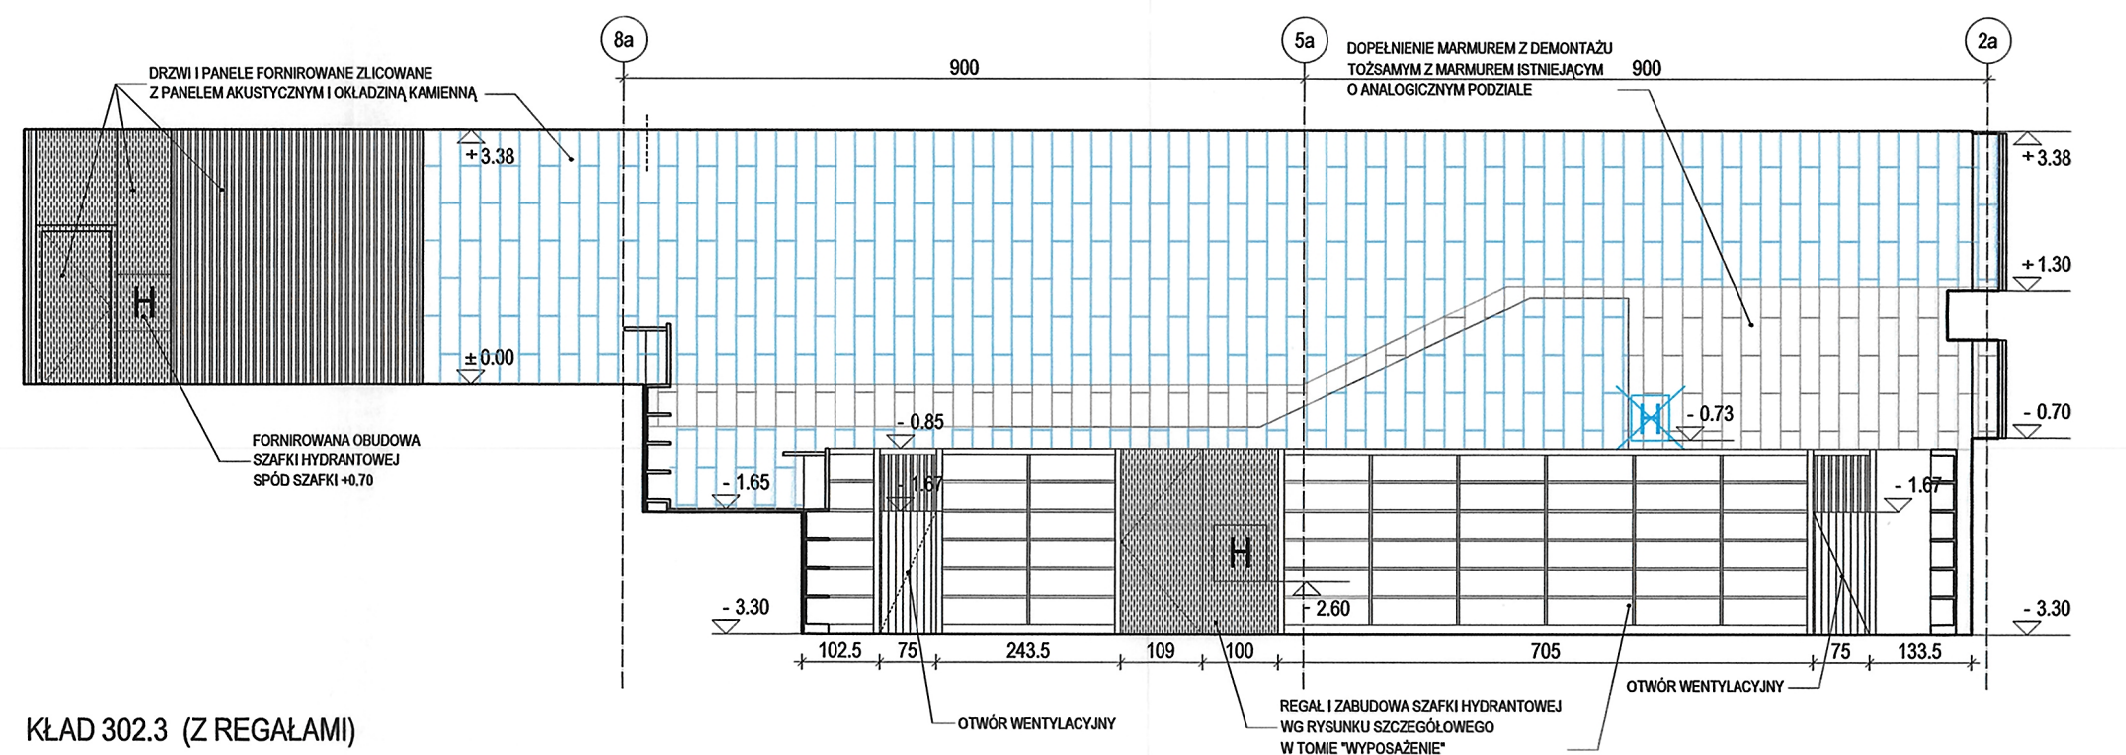 8a
5a
2a
900
900
DRZWI I PANELE FORNIROWANE ZLICOWANE
Z PANELEM AKUSTYCZNYM I OKŁADZINĄ KAMIENNĄ
DOPEŁNIENIE MARMUREM Z DEMONTAŻU
TOŻSAMYM Z MARMUREM ISTNIEJĄCYM
O ANALOGICZNYM PODZIALE
+3.38
+3.38
+1.30
H
±0.00
- 0.73
H
- 0.70
- 0.85
FORNIROWANA OBUDOWA
SZAFKI HYDRANTOWEJ
SPÓD SZAFKI +0,70
- 1.65
- 1.67
- 1.67
H
- 3.30
- 2.60
- 3.30
102.5
75
243.5
109
100
705
75
133.5
OTWÓR WENTYLACYJNY
OTWÓR WENTYLACYJNY
REGAŁ I ZABUDOWA SZAFKI HYDRANTOWEJ
WG RYSUNKU SZCZEGÓŁOWEGO
W TOMIE "WYPOSAŻENIE"
KŁAD 302.3 (Z REGAŁAMI)